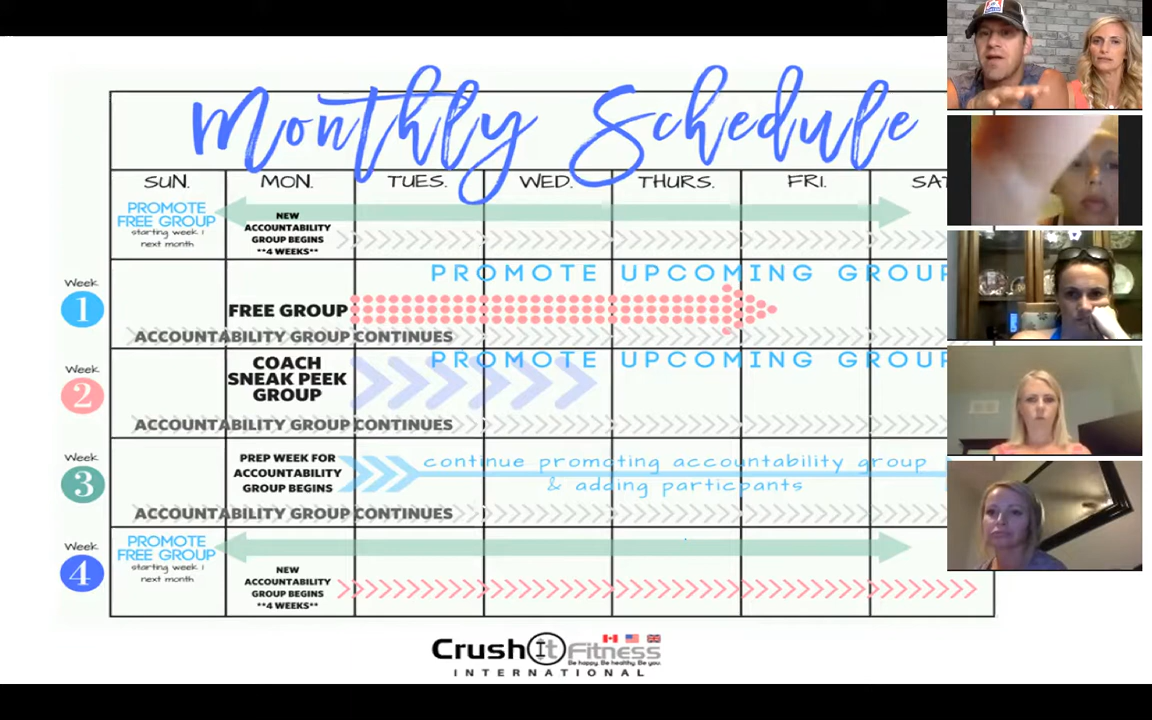 Monthly Schedule
SUN. MON. TUES. WED. THURS. FRI. SAT
PROMOTE
FREE GROUP
starting week 1
next month
NEW
ACCOUNTABILITY
GROUP BEGINS
**4 WEEKS**
Week
1
PROMOTE UPCOMING GROUP
FREE GROUP
ACCOUNTABILITY GROUP CONTINUES
Week
2
PROMOTE UPCOMING GROUP
COACH
SNEAK PEEK
GROUP
ACCOUNTABILITY GROUP CONTINUES
Week
3
PREP WEEK FOR
ACCOUNTABILITY
GROUP BEGINS
continue promoting accountability group
& adding particpants
ACCOUNTABILITY GROUP CONTINUES
Week
4
PROMOTE
FREE GROUP
starting week 1
next month
NEW
ACCOUNTABILITY
GROUP BEGINS
**4 WEEKS**
Crush It Fitness
Be happy. Be healthy. Be you.
INTERNATIONAL